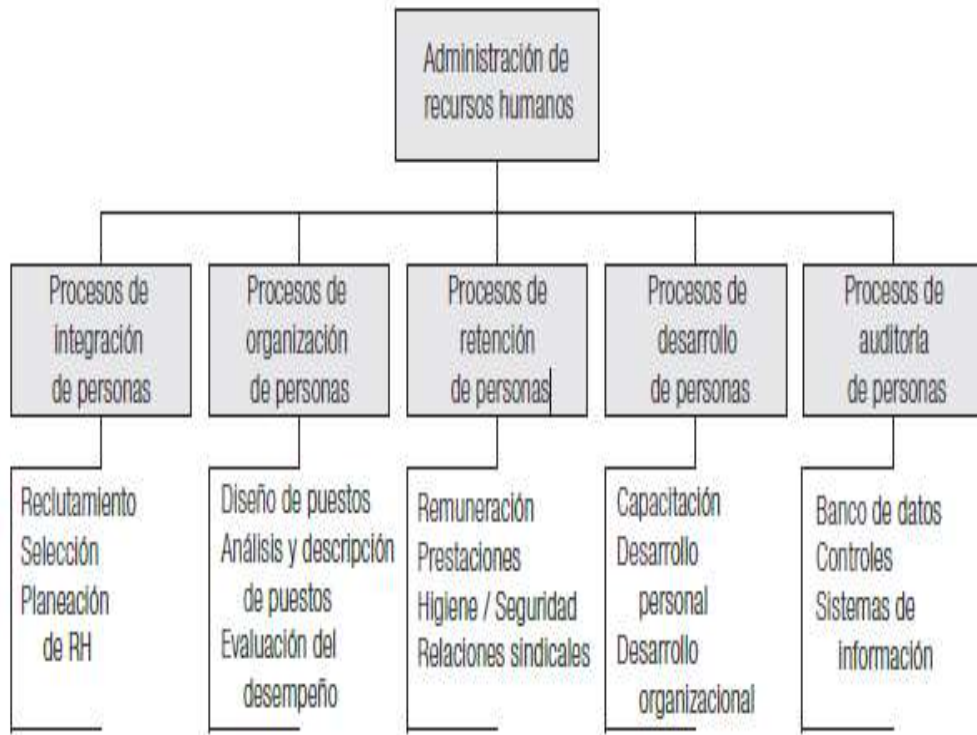 Administración de
recursos humanos
Procesos de
integración
de personas
Procesos de
organización
de personas
Procesos de
retención
de personas
Procesos de
desarrollo
de personas
Procesos de
auditoría
de personas
Reclutamiento
Selección
Planeación
de RH
Diseño de puestos
Análisis y descripción
de puestos
Evaluación del
desempeño
Remuneración
Prestaciones
Higiene / Seguridad
Relaciones sindicales
Capacitación
Desarrollo
personal
Desarrollo
organizacional
Banco de datos
Controles
Sistemas de
información